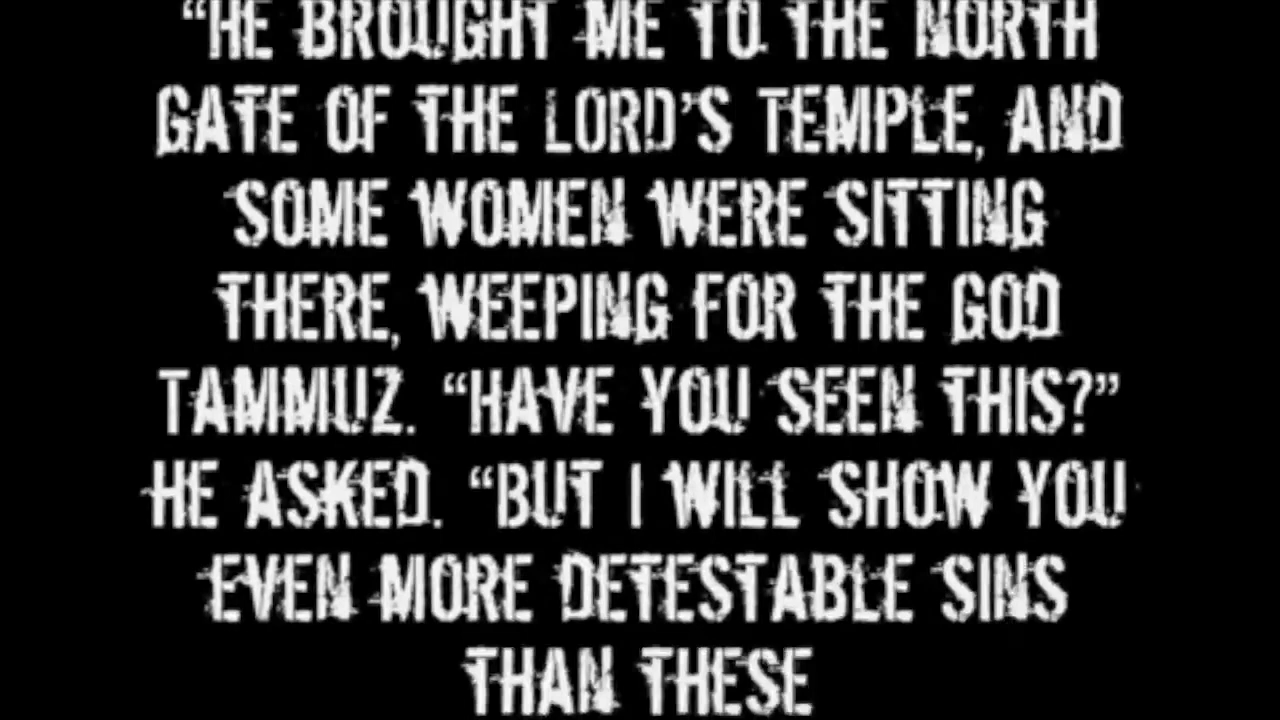 “HE BROUGHT ME TO THE NORTH
GATE OF THE LORD’S TEMPLE, AND
SOME WOMEN WERE SITTING
THERE, WEEPING FOR THE GOD
TAMMUZ. “HAVE YOU SEEN THIS?”
HE ASKED. “BUT I WILL SHOW YOU
EVEN MORE DETESTABLE SINS
THAN THESE